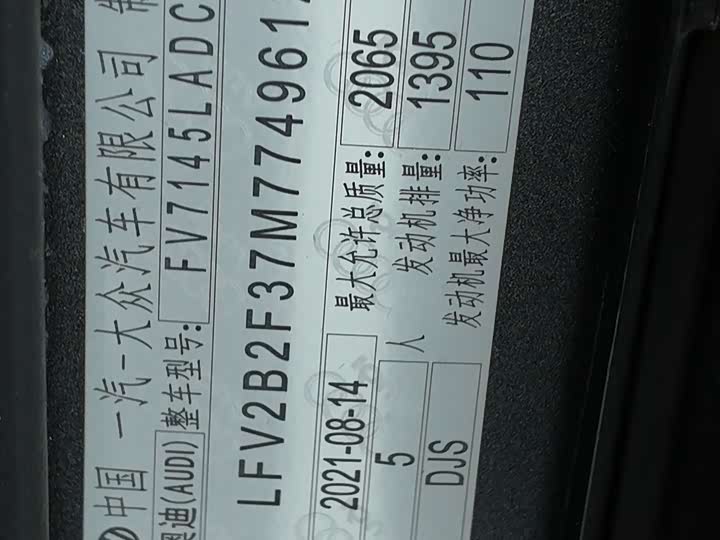 中国 一汽-大众汽车有限公司 制
奥迪(AUDI) 整车型号: FV7145LADC
LFV2B2F37M774961
2021-08-14 最大允许总质量: 2065
5 人 发动机排量: 1395
DJS 发动机最大净功率: 110